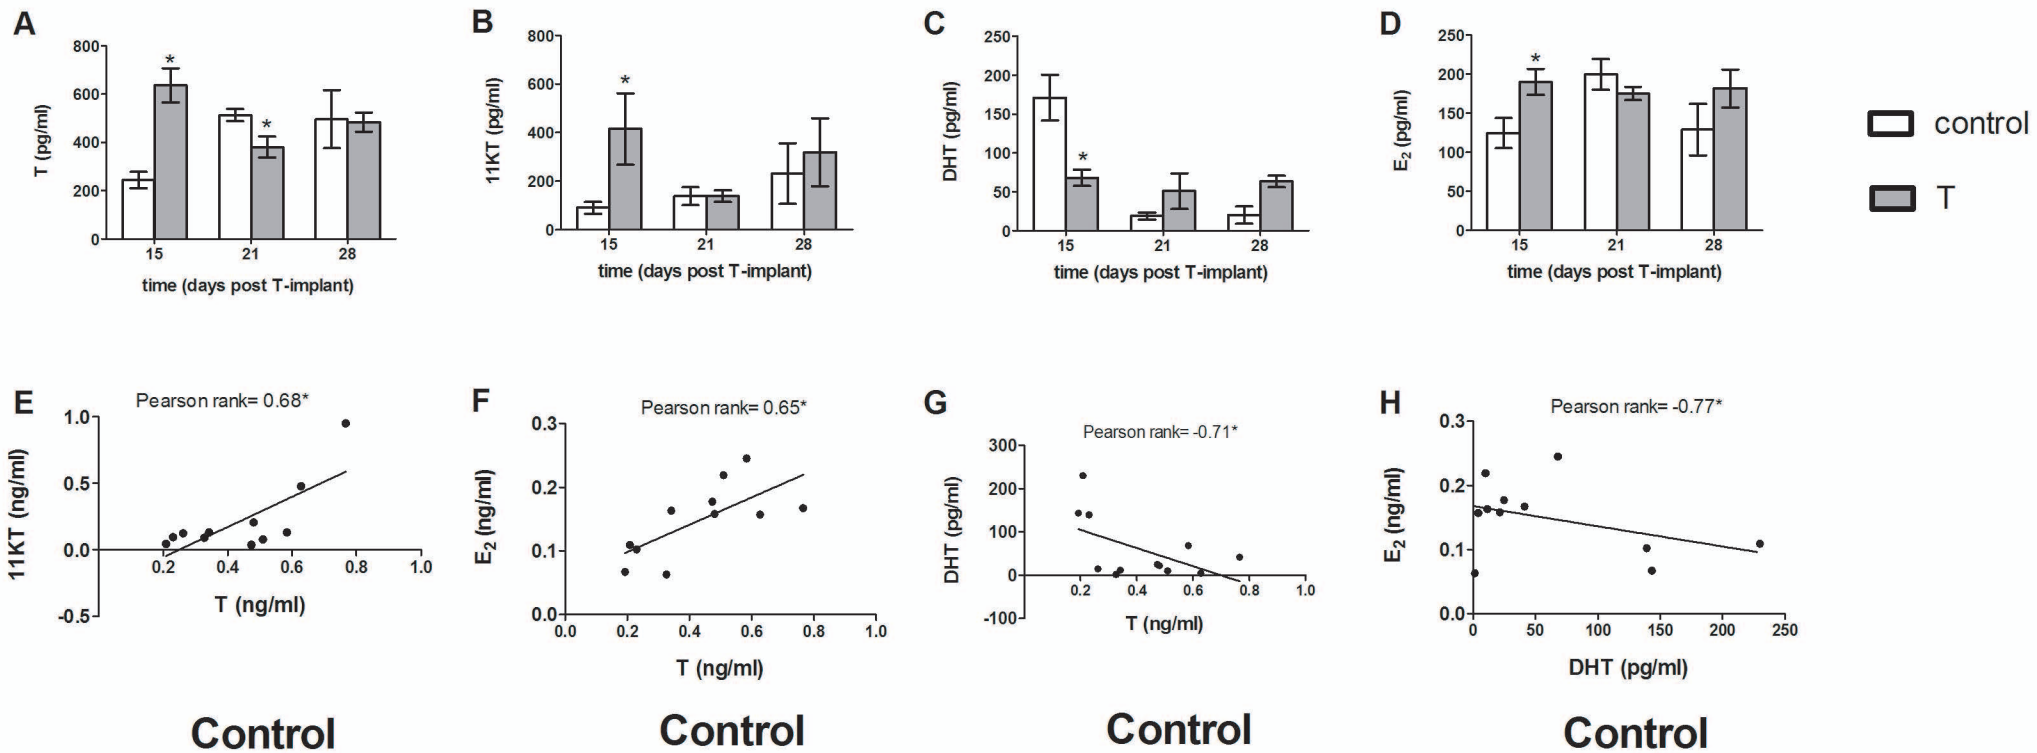 A
800
600
400
200
0
T (pg/ml)
*
*
15
21
28
time (days post T-implant)
B
800
600
400
200
0
11KT (pg/ml)
*
15
21
28
time (days post T-implant)
C
250
200
150
100
50
0
DHT (pg/ml)
*
15
21
28
time (days post T-implant)
D
250
200
150
100
50
0
E₂ (pg/ml)
*
15
21
28
time (days post T-implant)
control
T
E
Pearson rank= 0.68*
1.0
0.5
0.0
-0.5
11KT (ng/ml)
0.2
0.4
0.6
0.8
1.0
T (ng/ml)
Control
F
Pearson rank= 0.65*
0.3
0.2
0.1
0.0
E₂ (ng/ml)
0.0
0.2
0.4
0.6
0.8
1.0
T (ng/ml)
Control
G
Pearson rank= -0.71*
300
200
100
0
-100
DHT (pg/ml)
0.2
0.4
0.6
0.8
1.0
T (ng/ml)
Control
H
Pearson rank= -0.77*
0.3
0.2
0.1
0.0
E₂ (ng/ml)
0
50
100
150
200
250
DHT (pg/ml)
Control